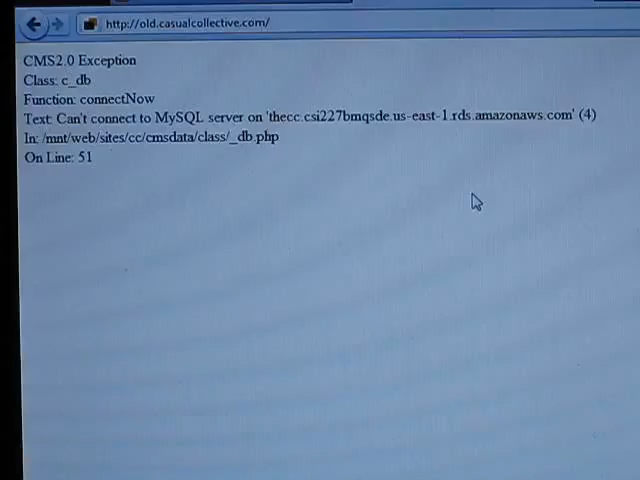 http://old.casualcollective.com/
CMS2.0 Exception
Class: c_db
Function: connectNow
Text: Can't connect to MySQL server on 'thecc.csi227bmqsde.us-east-1.rds.amazonaws.com' (4)
In: /mnt/web/sites/cc/cmsdata/class/_db.php
On Line: 51